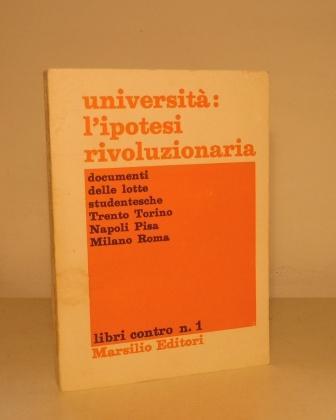 università:
l'ipotesi
rivoluzionaria
documenti
delle lotte
studentesche
Trento Torino
Napoli Pisa
Milano Roma
libri contro n. 1
Marsilio Editori